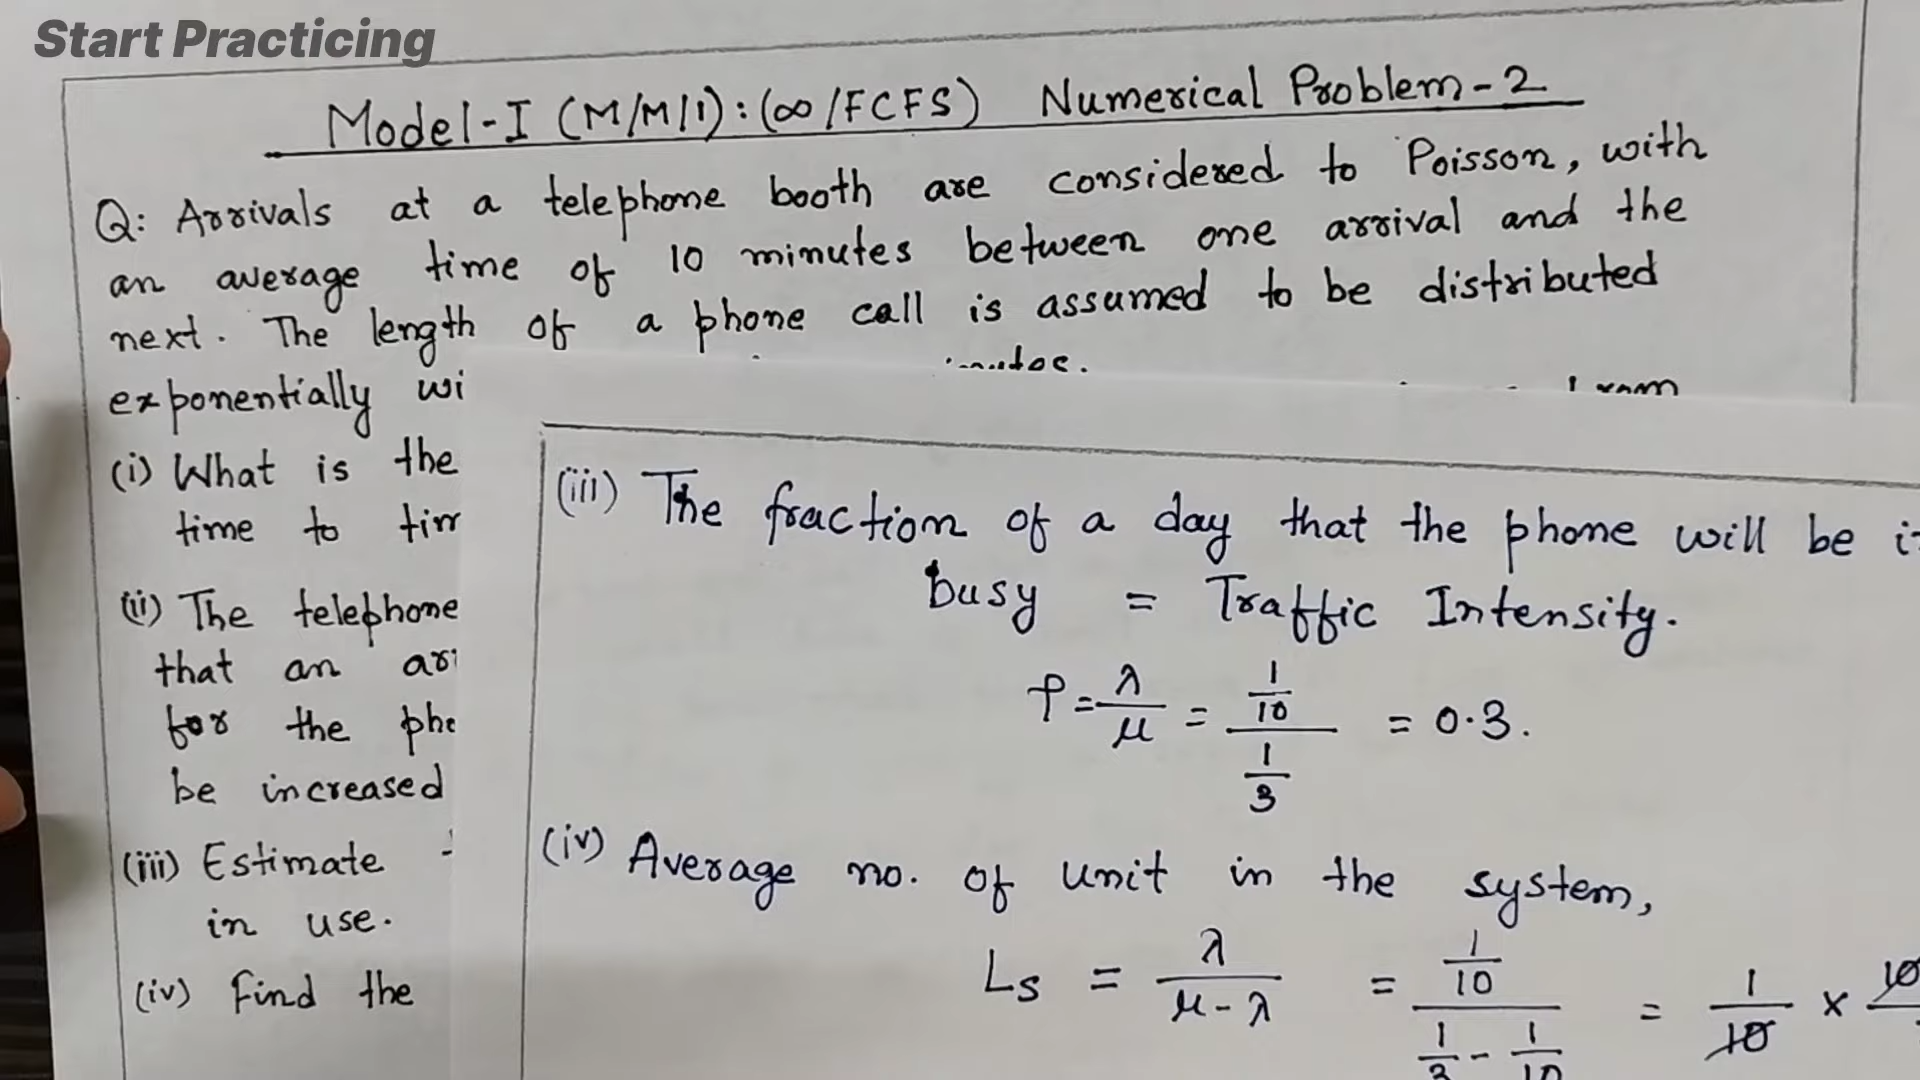 Start Practicing
Model-I (M/M/1) : (∞/FCFS) Numerical Problem-2
Q: Arrivals at a telephone booth are considered to Poisson, with
an average time of 10 minutes between one arrival and the
next. The length of a phone call is assumed to be distributed
exponentially wi
(i) What is the
time to tim
(ii) The telephone
that an arr
for the pho
be increased
(iii) Estimate
in use.
(iv) Find the
(iii) The fraction of a day that the phone will be i
busy = Traffic Intensity.
ρ = λ/μ = (1/10)/(1/3) = 0.3.
(iv) Average no. of unit in the system,
Ls = λ/(μ-λ) = (1/10)/(1/3 - 1/10) = 1/10 × 10